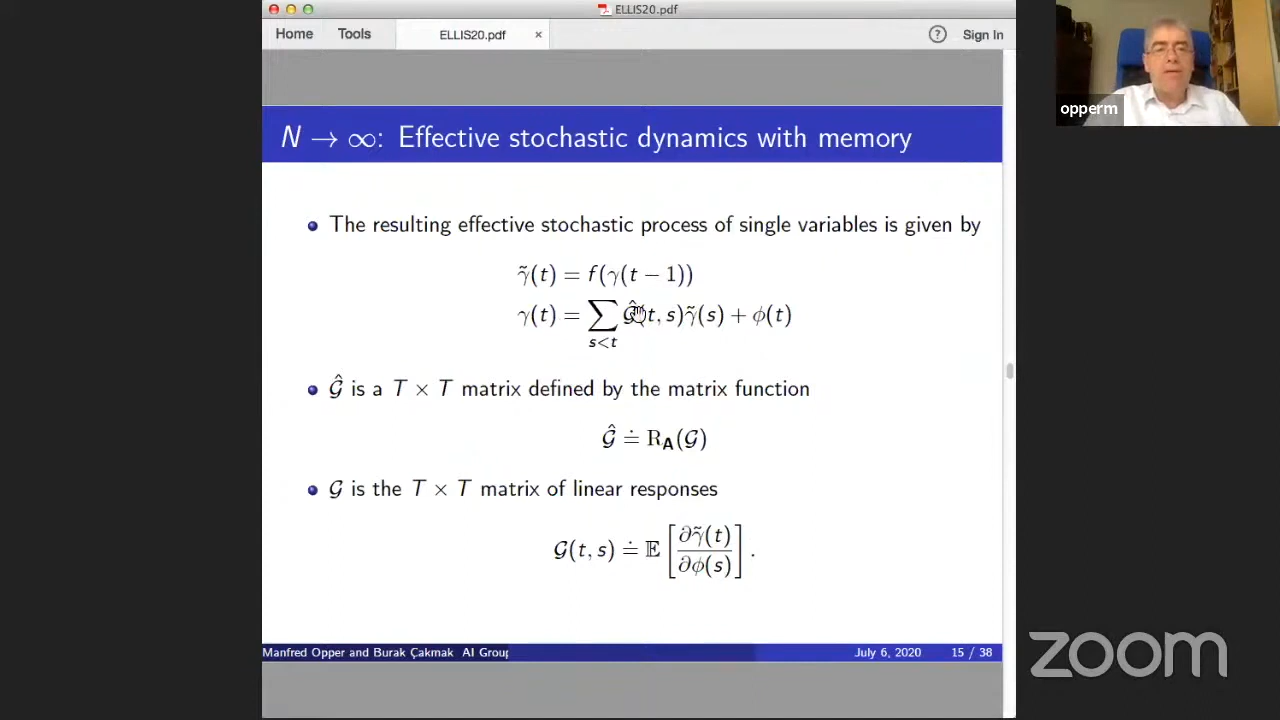 ELLIS20.pdf
Home Tools ELLIS20.pdf × ? Sign In
opperm
N → ∞: Effective stochastic dynamics with memory
The resulting effective stochastic process of single variables is given by
γ̃(t) = f(γ(t − 1))
γ(t) = ∑ 𝒢̂(t, s)γ̃(s) + ϕ(t)
s<t
𝒢̂ is a T × T matrix defined by the matrix function
𝒢̂ ≐ R_A(𝒢)
𝒢 is the T × T matrix of linear responses
𝒢(t, s) ≐ 𝔼 [∂γ̃(t)/∂ϕ(s)] .
Manfred Opper and Burak Çakmak AI Group July 6, 2020 15 / 38
zoom